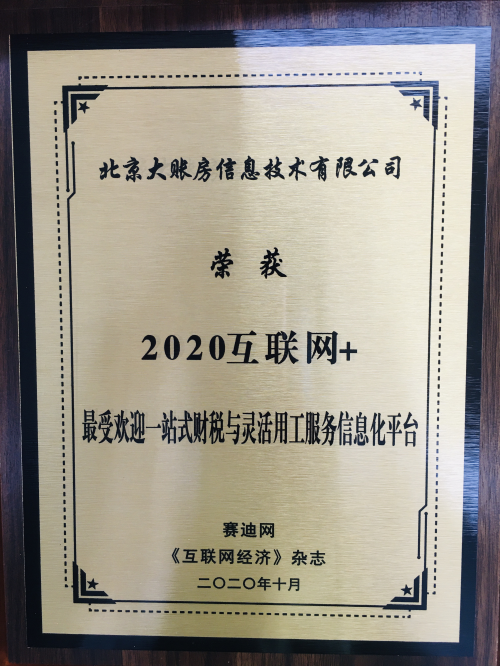 北京大账房信息技术有限公司
荣获
2020互联网+
最受欢迎一站式财税与灵活用工服务信息化平台
赛迪网
《互联网经济》杂志
二〇二〇年十月